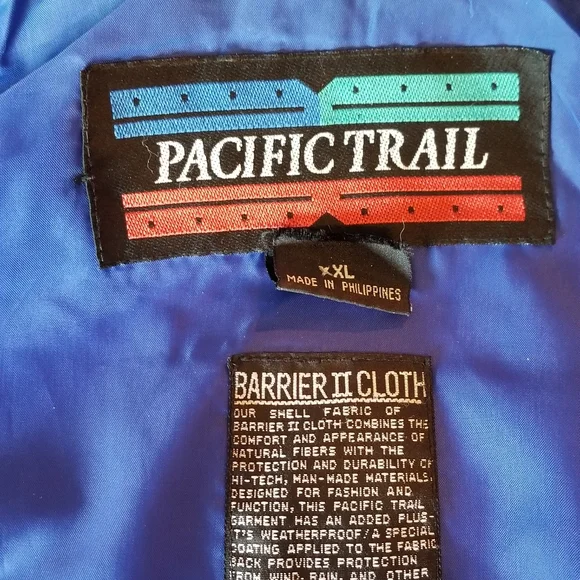 PACIFIC TRAIL
XXL
MADE IN PHILIPPINES
BARRIER II CLOTH
OUR SHELL FABRIC OF
BARRIER II CLOTH COMBINES THE
COMFORT AND APPEARANCE OF
NATURAL FIBERS WITH THE
PROTECTION AND DURABILITY OF
HI-TECH, MAN-MADE MATERIALS.
DESIGNED FOR FASHION AND
FUNCTION, THIS PACIFIC TRAIL
GARMENT HAS AN ADDED PLUS-
IT'S WEATHERPROOF/A SPECIAL
COATING APPLIED TO THE FABRIC
BACK PROVIDES PROTECTION
FROM WIND, RAIN, AND OTHER